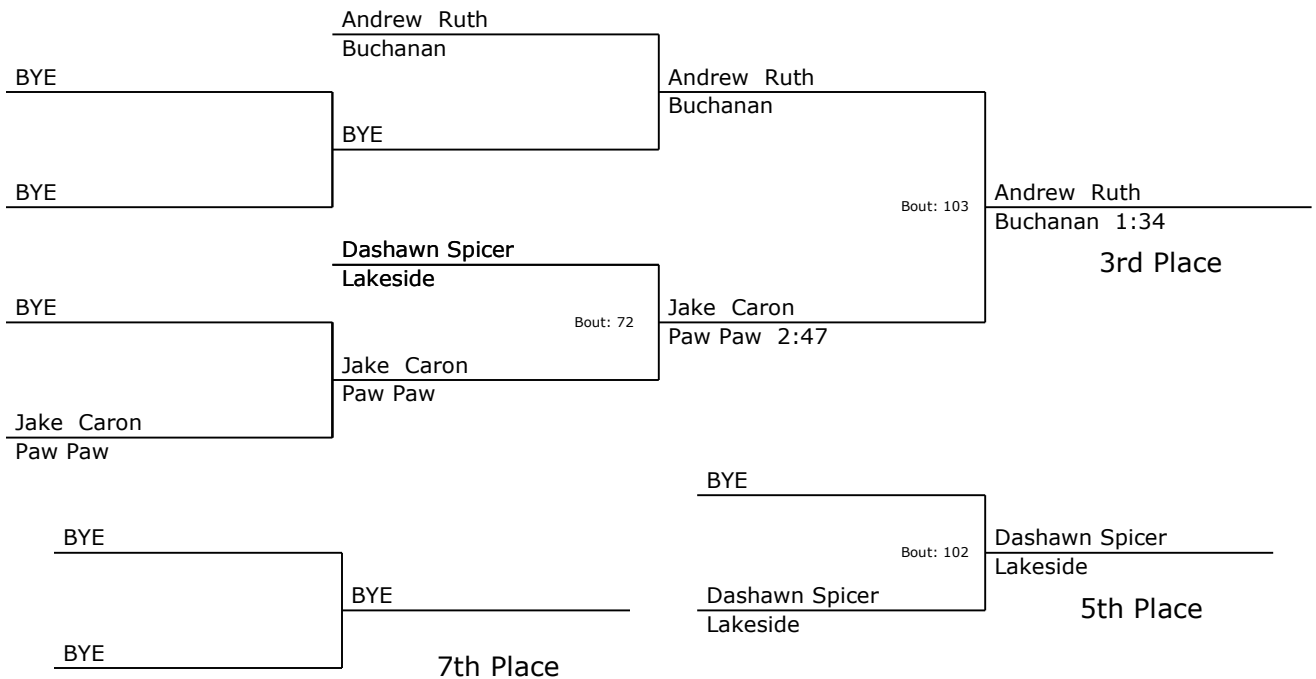 Andrew Ruth
Buchanan
BYE
Andrew Ruth
Buchanan
BYE
BYE
Andrew Ruth
Bout: 103
Buchanan 1:34
Dashawn Spicer
3rd Place
Lakeside
BYE
Jake Caron
Bout: 72
Paw Paw 2:47
Jake Caron
Paw Paw
Jake Caron
Paw Paw
BYE
BYE
Dashawn Spicer
Bout: 102
Lakeside
BYE
Dashawn Spicer
5th Place
Lakeside
BYE
7th Place